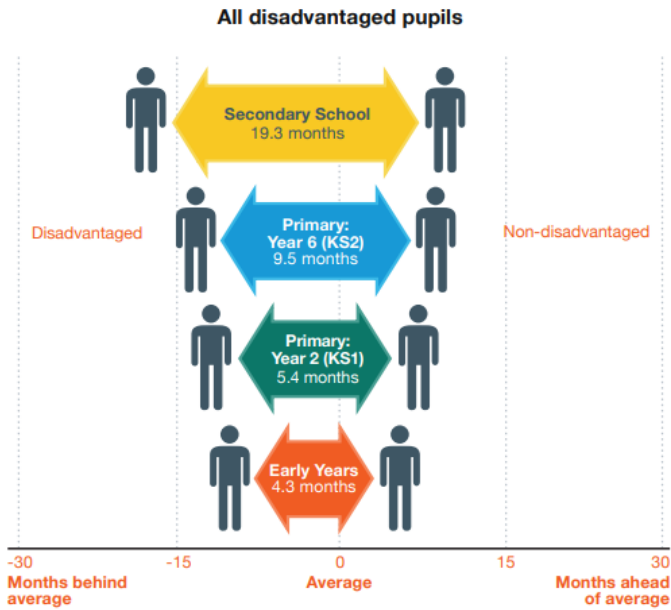 All disadvantaged pupils
Secondary School
19.3 months
Disadvantaged
Primary:
Year 6 (KS2)
9.5 months
Non-disadvantaged
Primary:
Year 2 (KS1)
5.4 months
Early Years
4.3 months
-30
-15
0
15
30
Months behind
average
Average
Months ahead
of average